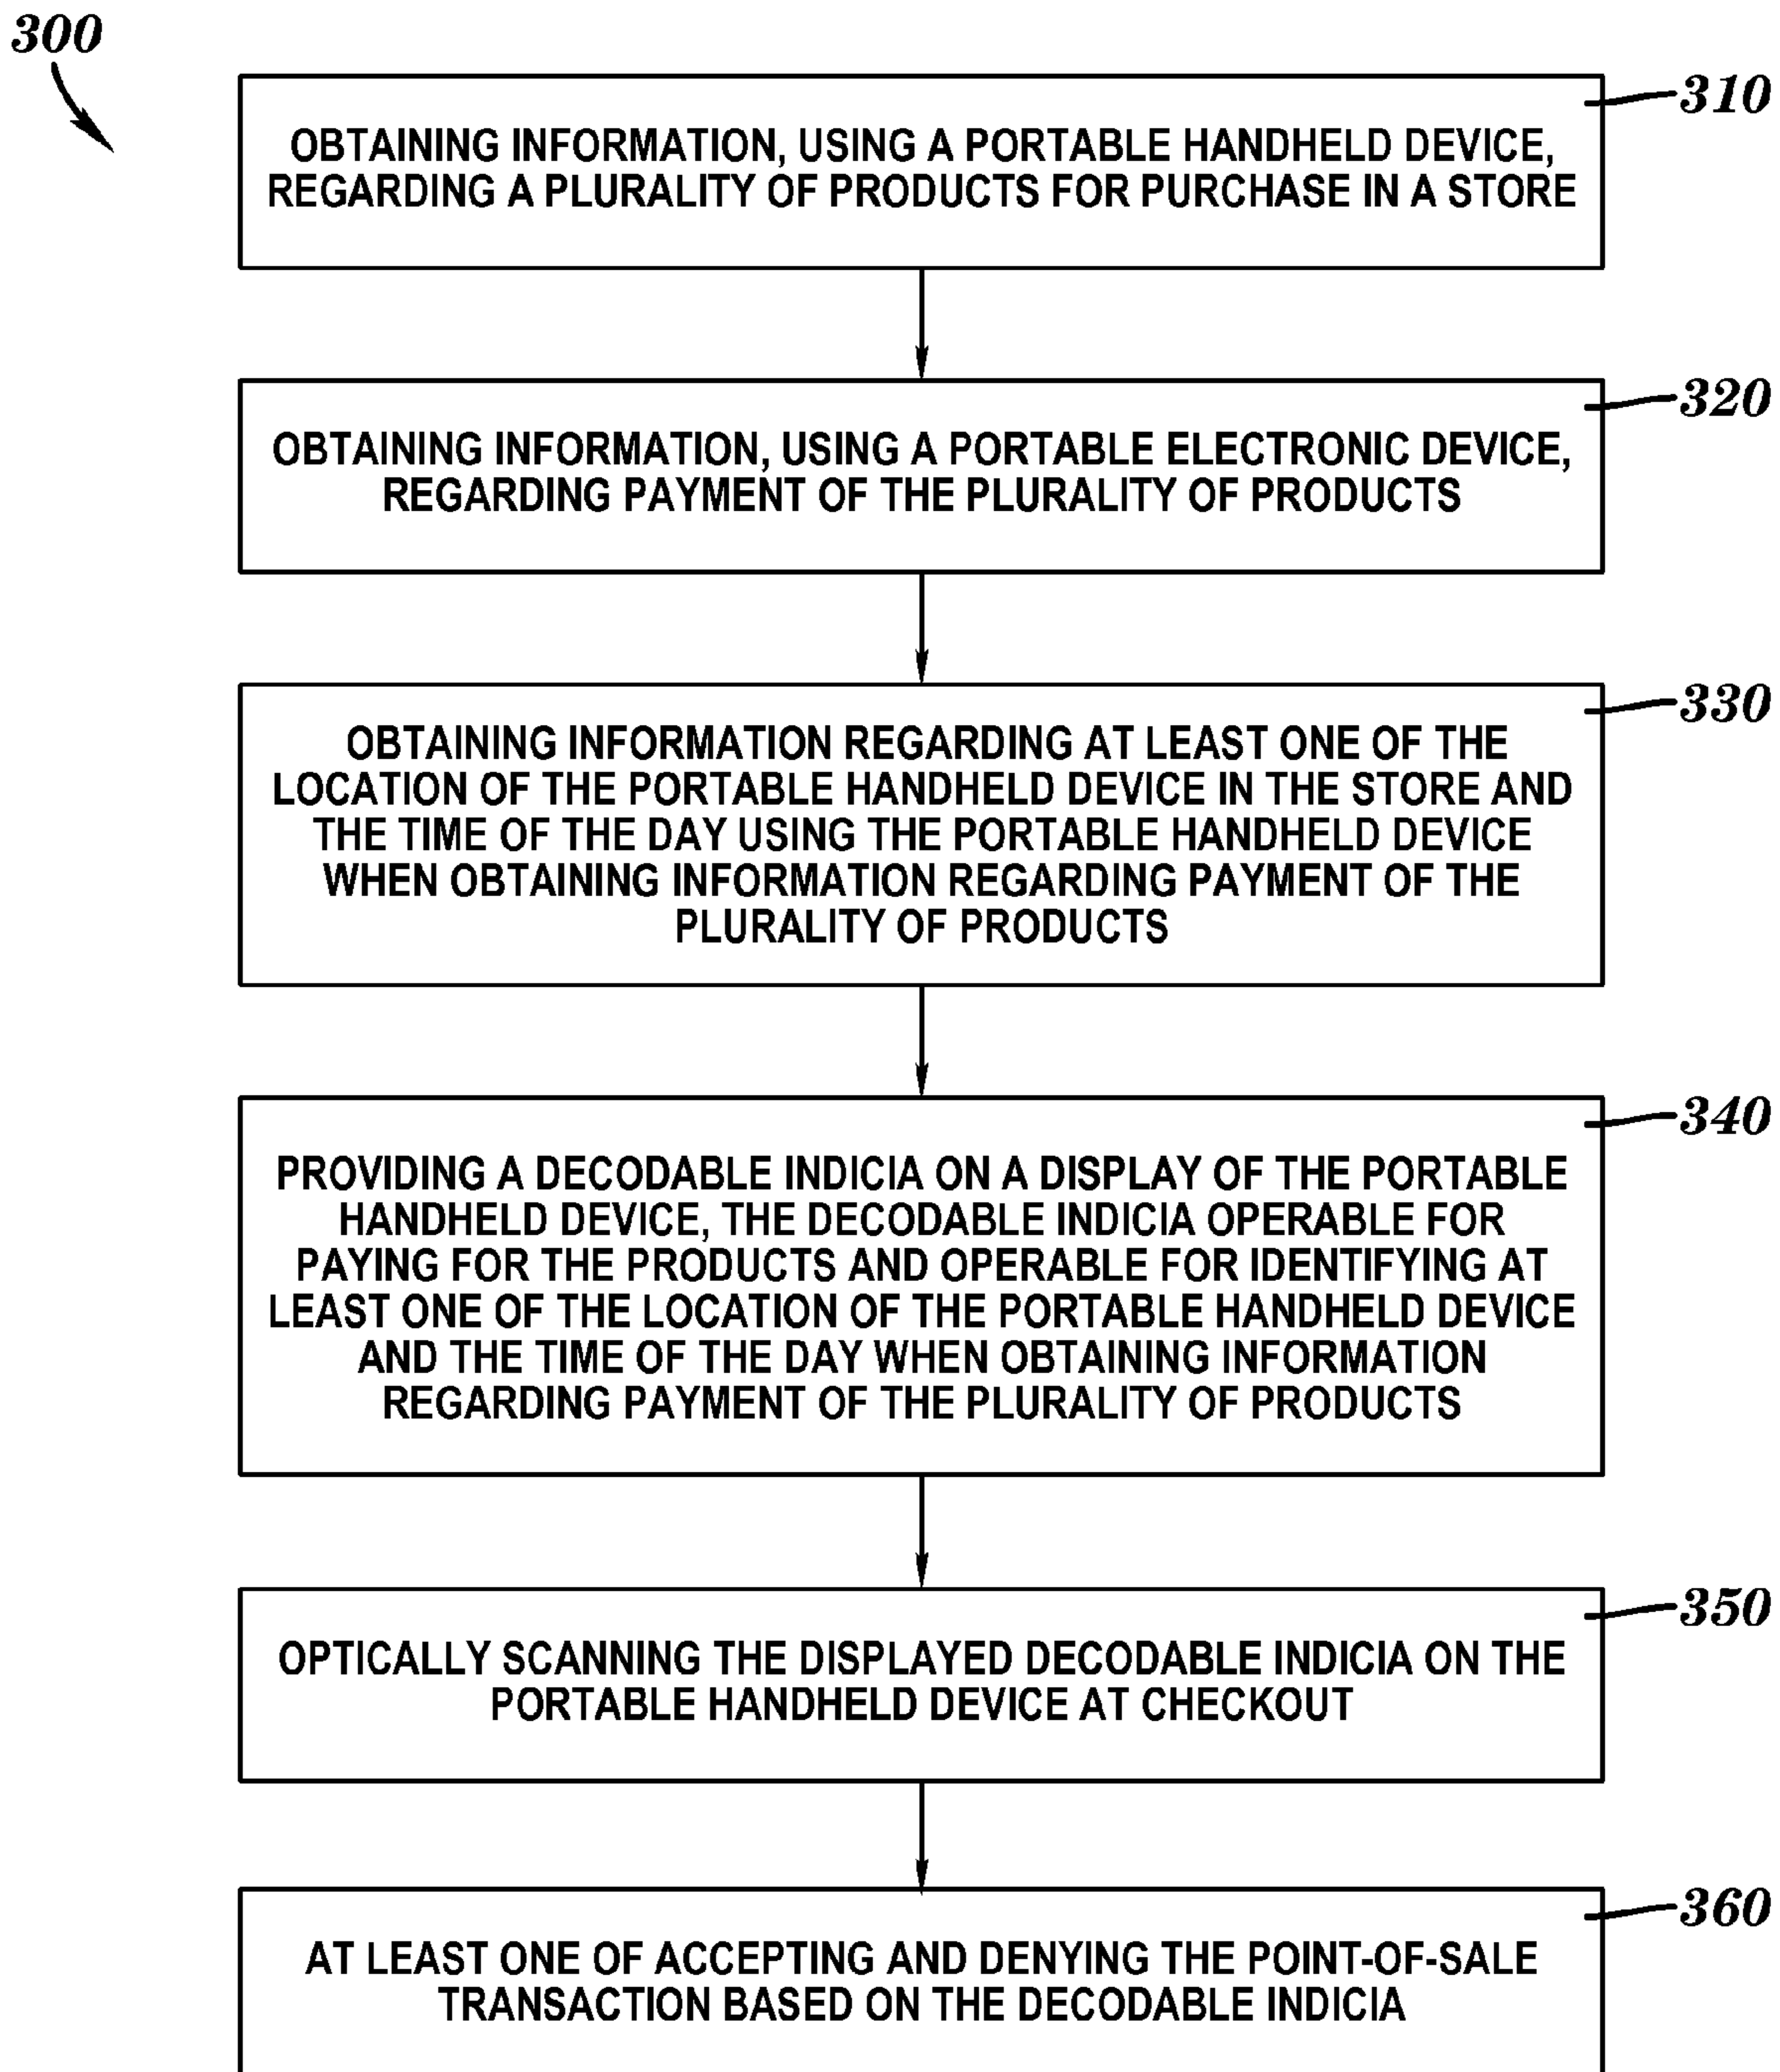 300
310
OBTAINING INFORMATION, USING A PORTABLE HANDHELD DEVICE,
REGARDING A PLURALITY OF PRODUCTS FOR PURCHASE IN A STORE
320
OBTAINING INFORMATION, USING A PORTABLE ELECTRONIC DEVICE,
REGARDING PAYMENT OF THE PLURALITY OF PRODUCTS
330
OBTAINING INFORMATION REGARDING AT LEAST ONE OF THE
LOCATION OF THE PORTABLE HANDHELD DEVICE IN THE STORE AND
THE TIME OF THE DAY USING THE PORTABLE HANDHELD DEVICE
WHEN OBTAINING INFORMATION REGARDING PAYMENT OF THE
PLURALITY OF PRODUCTS
340
PROVIDING A DECODABLE INDICIA ON A DISPLAY OF THE PORTABLE
HANDHELD DEVICE, THE DECODABLE INDICIA OPERABLE FOR
PAYING FOR THE PRODUCTS AND OPERABLE FOR IDENTIFYING AT
LEAST ONE OF THE LOCATION OF THE PORTABLE HANDHELD DEVICE
AND THE TIME OF THE DAY WHEN OBTAINING INFORMATION
REGARDING PAYMENT OF THE PLURALITY OF PRODUCTS
350
OPTICALLY SCANNING THE DISPLAYED DECODABLE INDICIA ON THE
PORTABLE HANDHELD DEVICE AT CHECKOUT
360
AT LEAST ONE OF ACCEPTING AND DENYING THE POINT-OF-SALE
TRANSACTION BASED ON THE DECODABLE INDICIA